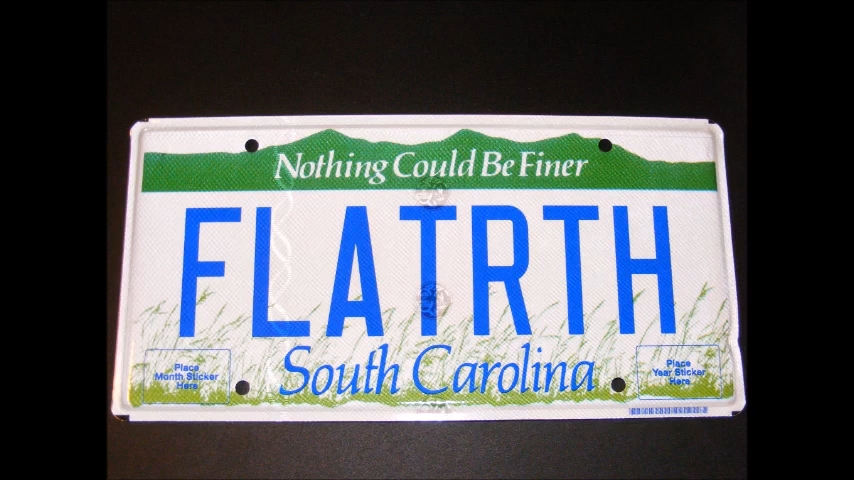 Nothing Could Be Finer
FLATRTH
South Carolina
Place
Month Sticker
Here
Place
Year Sticker
Here